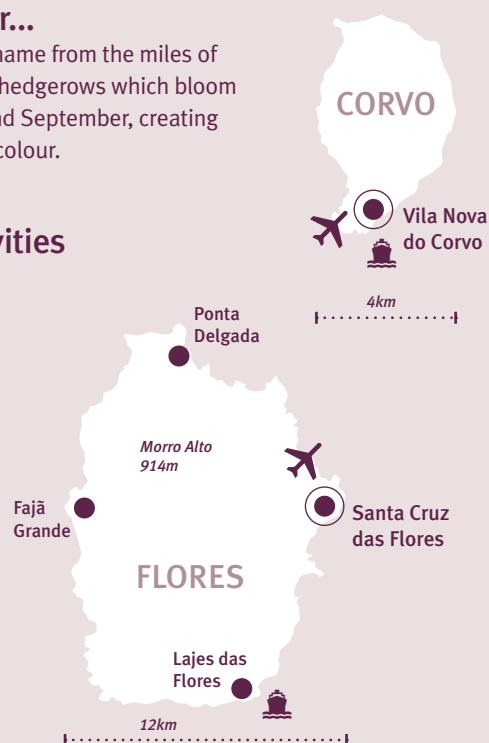 r...
name from the miles of
hedgerows which bloom
nd September, creating
colour.
vities
CORVO
Vila Nova
do Corvo
4km
Ponta
Delgada
Morro Alto
914m
Fajã
Grande
Santa Cruz
das Flores
FLORES
Lajes das
Flores
12km